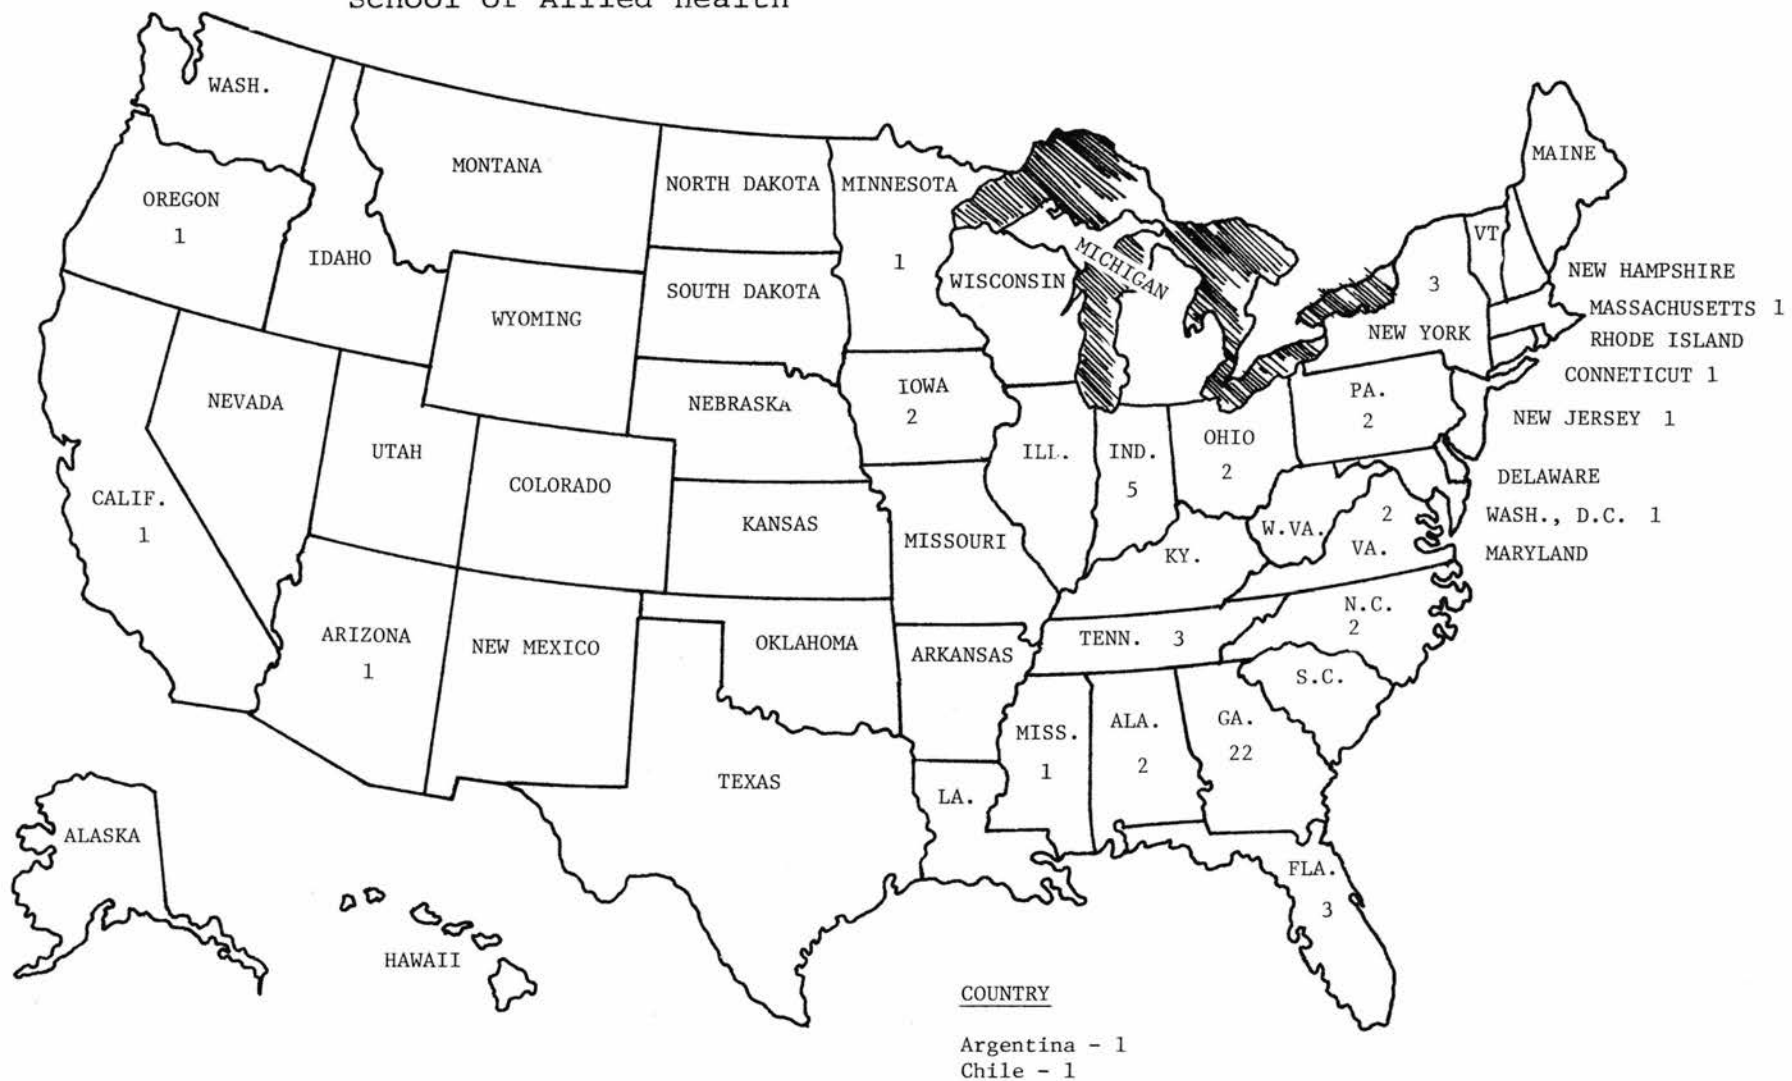 School of Allied Health
WASH.
OREGON
1
IDAHO
MONTANA
NORTH DAKOTA
MINNESOTA
1
SOUTH DAKOTA
WYOMING
WISCONSIN
MICHIGAN
MAINE
VT
NEW HAMPSHIRE
MASSACHUSETTS 1
RHODE ISLAND
CONNETICUT 1
NEW JERSEY 1
DELAWARE
WASH., D.C. 1
MARYLAND
3
NEW YORK
PA.
2
NEVADA
UTAH
COLORADO
NEBRASKA
IOWA
2
ILL.
IND.
5
OHIO
2
CALIF.
1
KANSAS
MISSOURI
KY.
W.VA.
2
VA.
ARIZONA
1
NEW MEXICO
OKLAHOMA
ARKANSAS
TENN. 3
N.C.
2
S.C.
MISS.
1
ALA.
2
GA.
22
TEXAS
LA.
FLA.
3
ALASKA
HAWAII
COUNTRY
Argentina - 1
Chile - 1